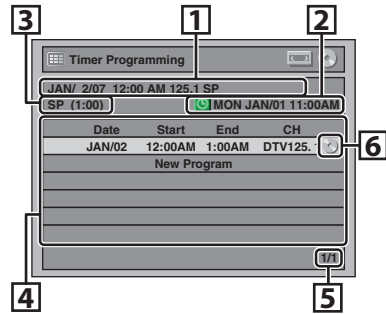 1
2
3
Timer Programming
JAN/ 2/07 12:00 AM 125.1 SP
SP (1:00) MON JAN/01 11:00AM
Date Start End CH
JAN/02 12:00AM 1:00AM DTV125.
6
New Program
1/1
4
5